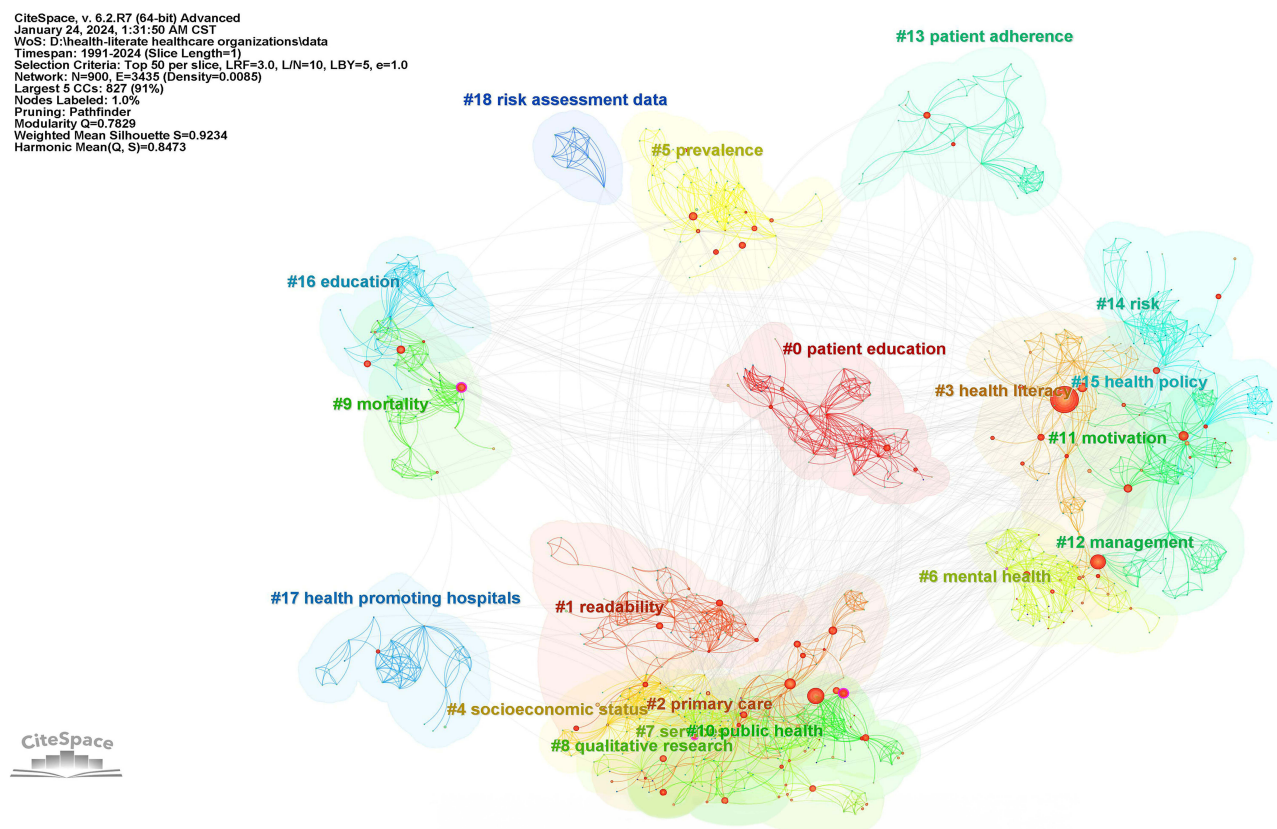 CiteSpace, v. 6.2.R7 (64-bit) Advanced
January 24, 2024, 1:31:50 AM CST
WoS: D:\health-literate healthcare organizations\data
Timespan: 1991-2024 (Slice Length=1)
Selection Criteria: Top 50 per slice, LRF=3.0, L/N=10, LBY=5, e=1.0
Network: N=900, E=3435 (Density=0.0085)
Largest 5 CCs: 827 (91%)
Nodes Labeled: 1.0%
Pruning: Pathfinder
Modularity Q=0.7829
Weighted Mean Silhouette S=0.9234
Harmonic Mean(Q, S)=0.8473
#13 patient adherence
#18 risk assessment data
#5 prevalence
#16 education
#14 risk
#0 patient education
#15 health policy
#3 health literacy
#9 mortality
#11 motivation
#12 management
#6 mental health
#17 health promoting hospitals
#1 readability
#2 primary care
#4 socioeconomic status
#7
#10 public health
#8 qualitative research
CiteSpace